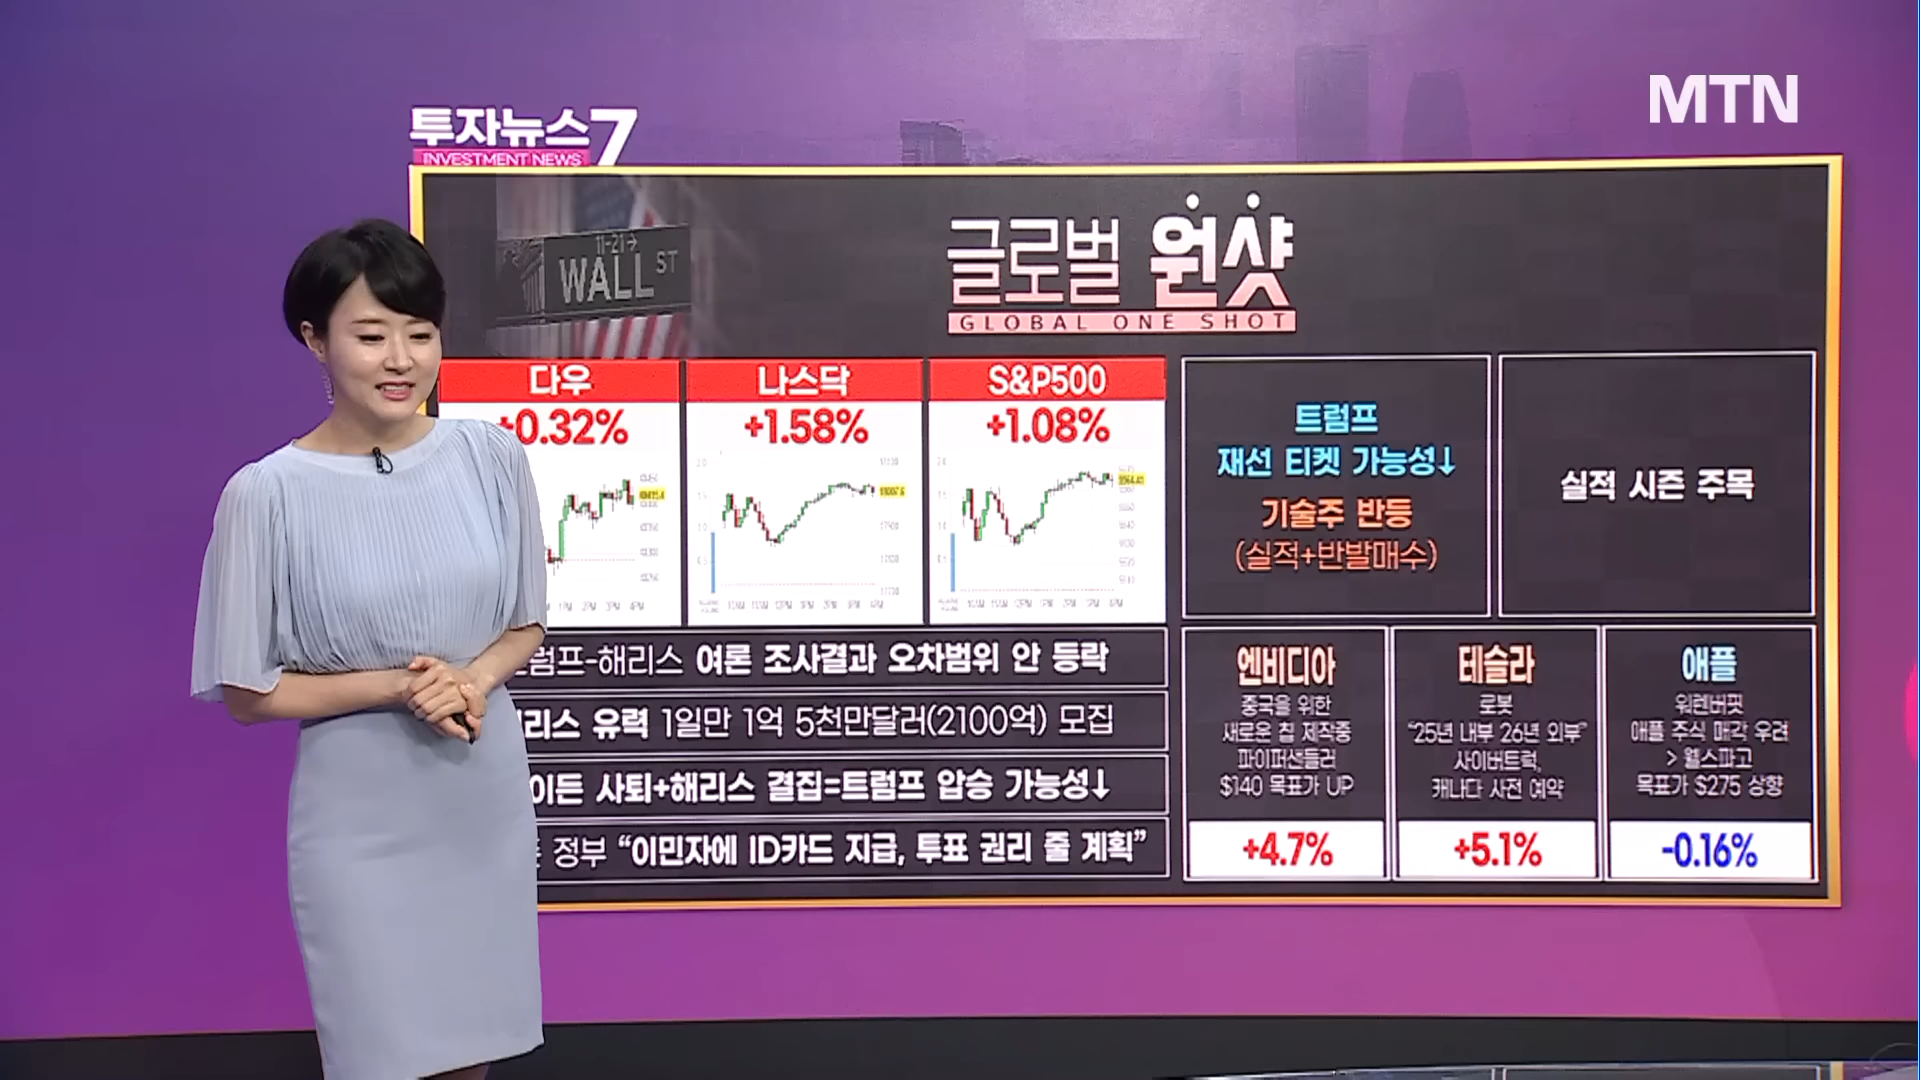 MTN
투자뉴스7
INVESTMENT NEWS
11-21→
WALL ST
글로벌 원샷
GLOBAL ONE SHOT
다우
+0.32%
나스닥
+1.58%
S&P500
+1.08%
트럼프
재선 티켓 가능성↓
기술주 반등
(실적+반발매수)
실적 시즌 주목
럼프-해리스 여론 조사결과 오차범위 안 등락
리스 유력 1일만 1억 5천만달러(2100억) 모집
이든 사퇴+해리스 결집=트럼프 압승 가능성↓
정부 “이민자에 ID카드 지급, 투표 권리 줄 계획”
엔비디아
중국을 위한
새로운 칩 제작중
파이퍼샌들러
$140 목표가 UP
+4.7%
테슬라
로봇
“25년 내부 26년 외부”
사이버트럭,
캐나다 사전 예약
+5.1%
애플
워렌버핏
애플 주식 매각 우려
> 웰스파고
목표가 $275 상향
-0.16%